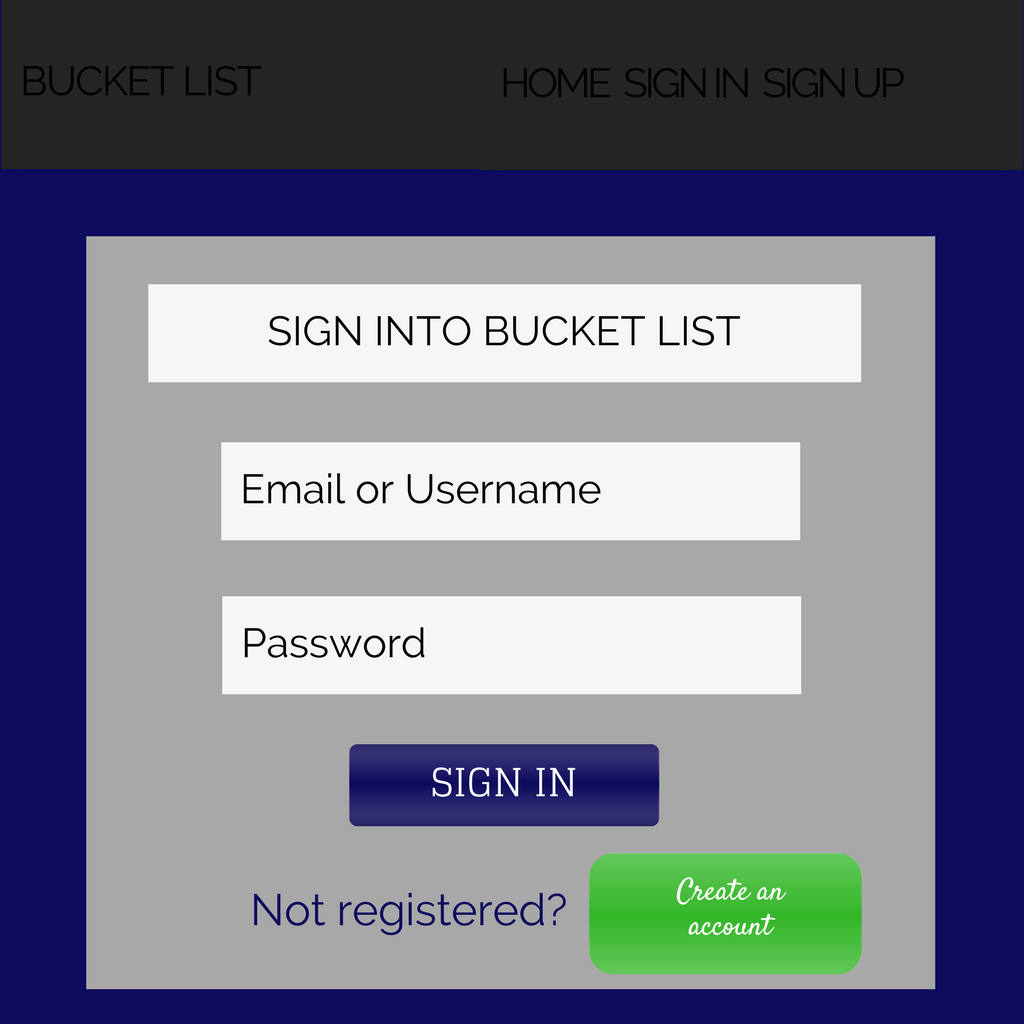 BUCKET LIST
HOME SIGN IN SIGN UP
SIGN INTO BUCKET LIST
Email or Username
Password
SIGN IN
Not registered?
Create an
account